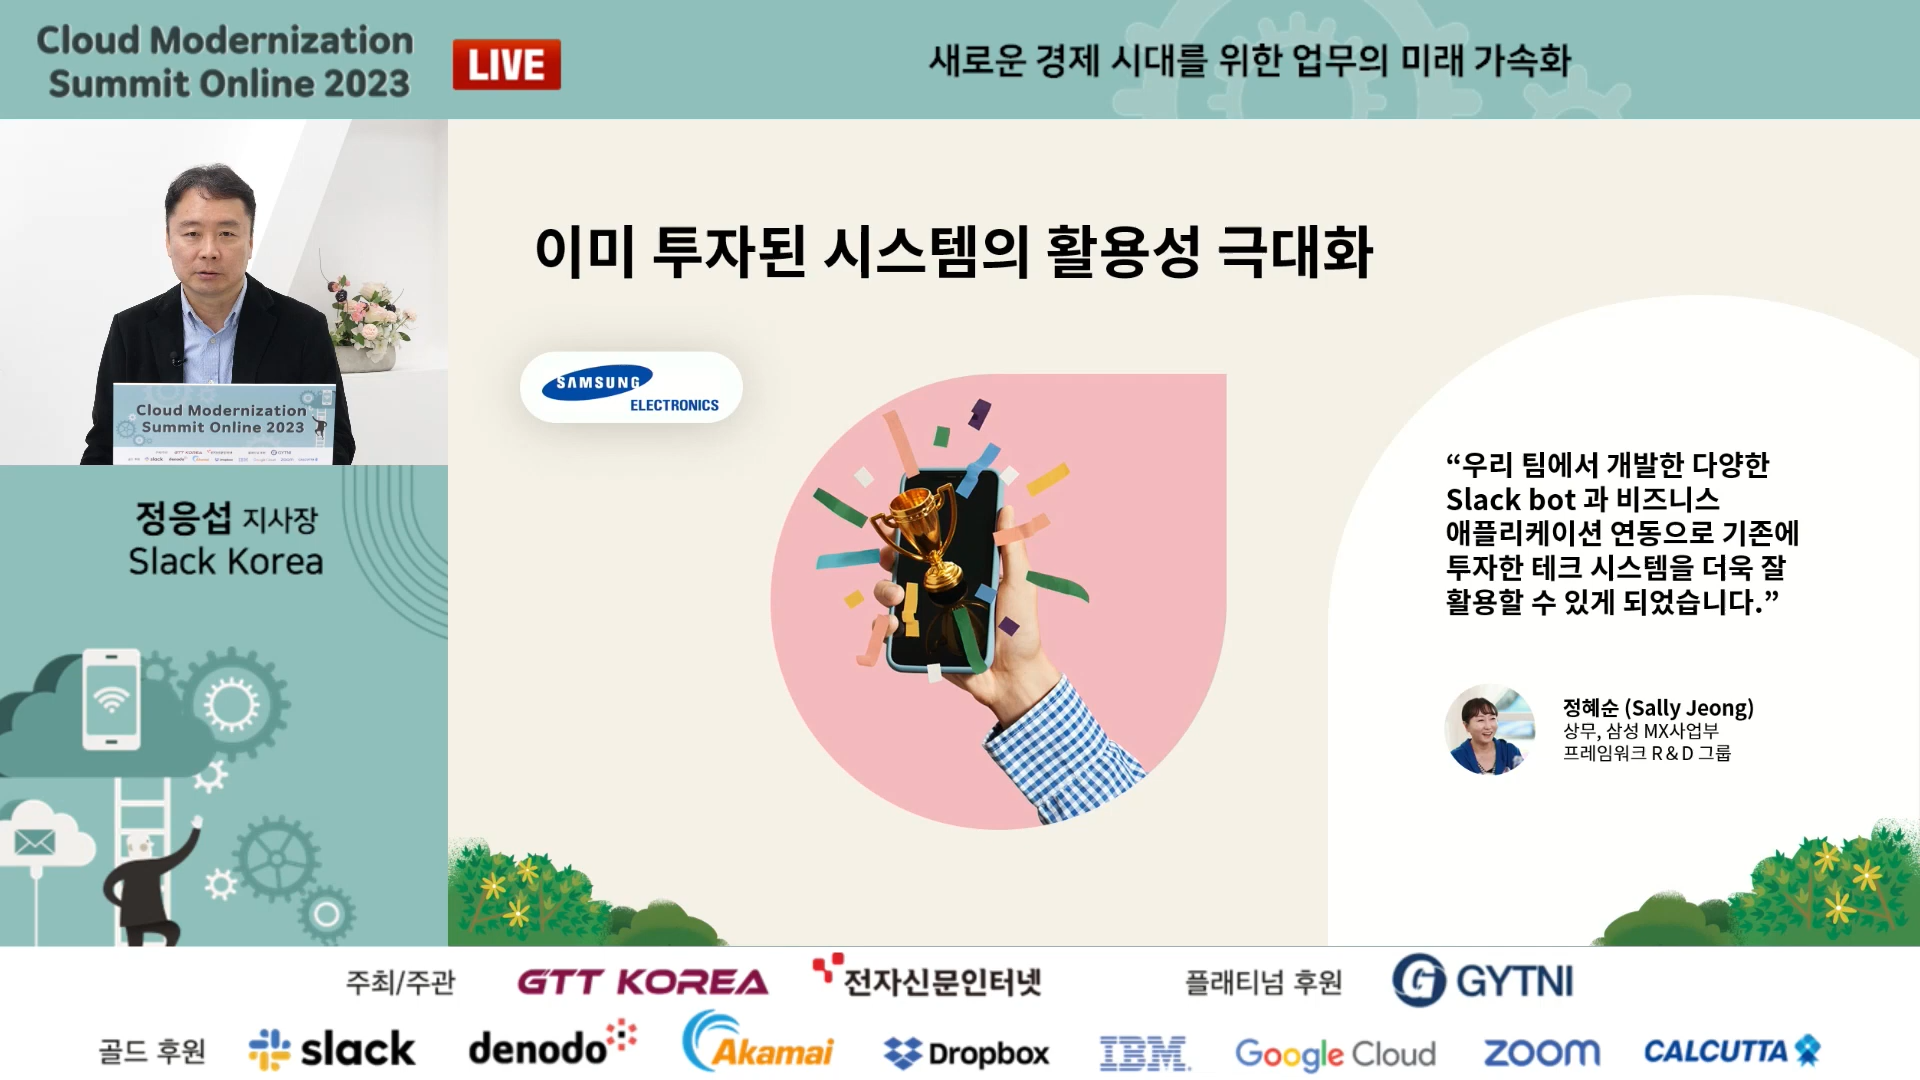 Cloud Modernization
Summit Online 2023
LIVE
새로운 경제 시대를 위한 업무의 미래 가속화
Cloud Modernization
Summit Online 2023
정응섭 지사장
Slack Korea
이미 투자된 시스템의 활용성 극대화
SAMSUNG
ELECTRONICS
“우리 팀에서 개발한 다양한
Slack bot 과 비즈니스
애플리케이션 연동으로 기존에
투자한 테크 시스템을 더욱 잘
활용할 수 있게 되었습니다.”
정혜순 (Sally Jeong)
상무, 삼성 MX사업부
프레임워크 R&D 그룹
주최/주관 GTT KOREA 전자신문인터넷 플래티넘 후원 GYTNI
골드 후원 slack denodo Akamai Dropbox IBM Google Cloud zoom CALCUTTA